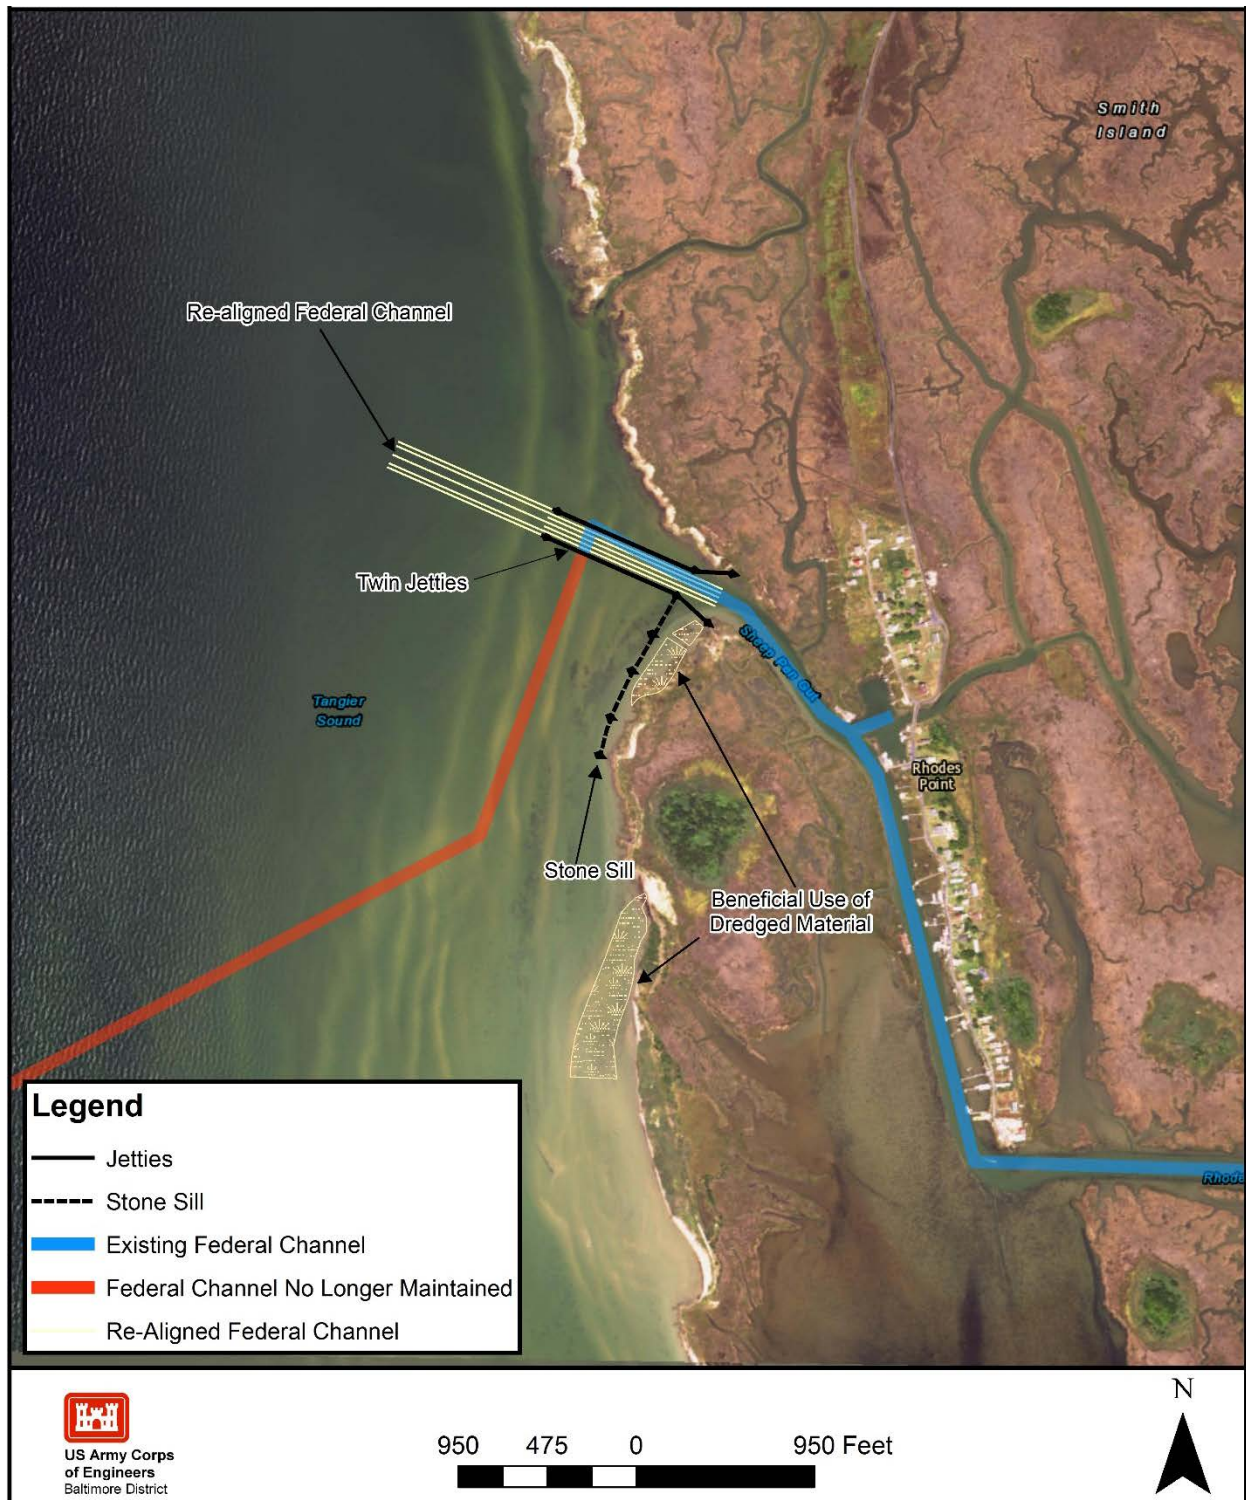 Smith
Island
Re-aligned Federal Channel
Twin Jetties
Sheep Pen Gut
Tangier
Sound
Rhodes
Point
Stone Sill
Beneficial Use of
Dredged Material
Rhode
Legend
Jetties
Stone Sill
Existing Federal Channel
Federal Channel No Longer Maintained
Re-Aligned Federal Channel
N
US Army Corps
of Engineers
Baltimore District
950 475 0 950 Feet